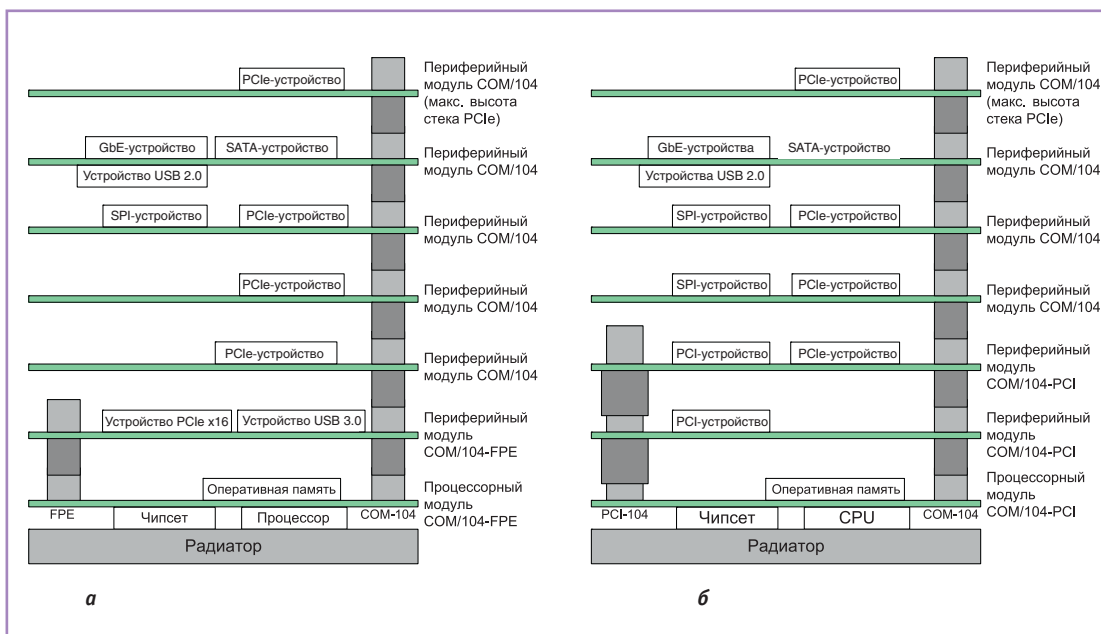 PCIe-устройство
Периферийный
модуль COM/104
(макс. высота
стека PCIe)
GbE-устройство
SATA-устройство
Устройство USB 2.0
Периферийный
модуль COM/104
SPI-устройство
PCIe-устройство
Периферийный
модуль COM/104
PCIe-устройство
Периферийный
модуль COM/104
PCIe-устройство
Периферийный
модуль COM/104
Устройство PCIe x16
Устройство USB 3.0
Периферийный
модуль
COM/104-FPE
Оперативная память
Процессорный
модуль
COM/104-FPE
FPE
Чипсет
Процессор
COM-104
Радиатор
а
PCIe-устройство
Периферийный
модуль COM/104
(макс. высота
стека PCIe)
GbE-устройства
SATA-устройство
Устройства USB 2.0
Периферийный
модуль COM/104
SPI-устройство
PCIe-устройство
Периферийный
модуль COM/104
SPI-устройство
PCIe-устройство
Периферийный
модуль COM/104
PCI-устройство
PCIe-устройство
Периферийный
модуль
COM/104-PCI
PCI-устройство
Периферийный
модуль
COM/104-PCI
Оперативная память
Процессорный
модуль
COM/104-PCI
PCI-104
Чипсет
CPU
COM-104
Радиатор
б